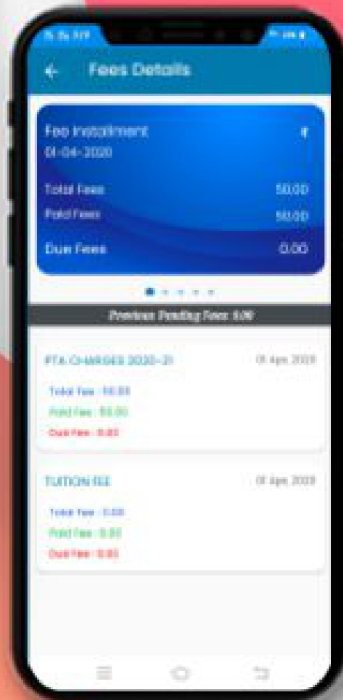 Fees Details
Fee Installment
01-04-2020
Total Fees 50.00
Paid Fees 50.00
Due Fees 0.00
Previous Pending Fees 0.00
PTA CHARGES 2020-21 01 Apr, 2020
Total Fee : 50.00
Paid Fee : 50.00
Due Fee : 0.00
TUITION FEE 01 Apr, 2020
Total Fee : 0.00
Paid Fee : 0.00
Due Fee : 0.00